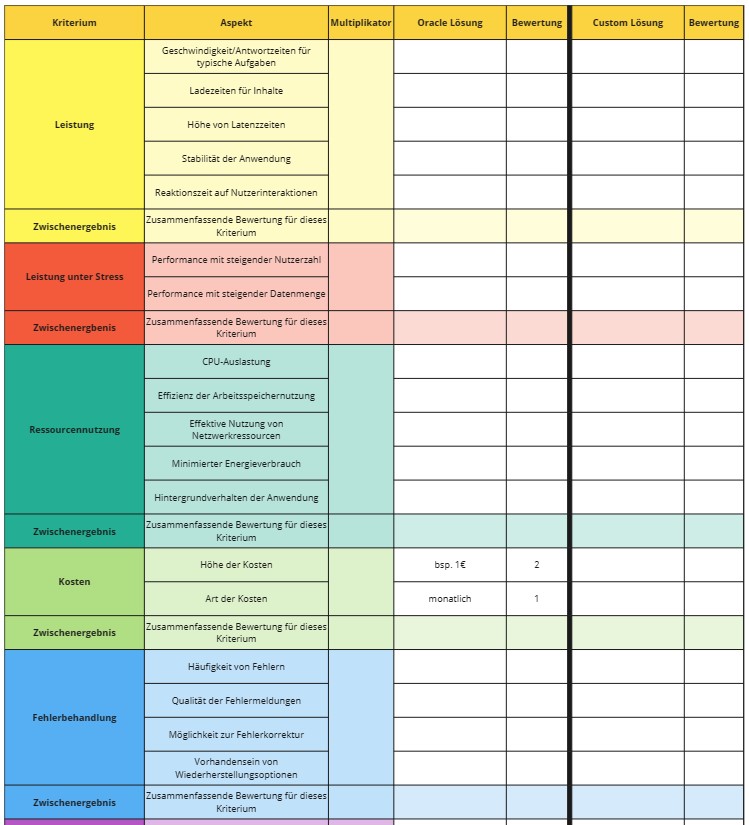 Kriterium Aspekt Multiplikator Oracle Lösung Bewertung Custom Lösung Bewertung
Leistung
Geschwindigkeit/Antwortzeiten für
typische Aufgaben
Ladezeiten für Inhalte
Höhe von Latenzzeiten
Stabilität der Anwendung
Reaktionszeit auf Nutzerinteraktionen
Zwischenergebnis
Zusammenfassende Bewertung für dieses
Kriterium
Leistung unter Stress
Performance mit steigender Nutzerzahl
Performance mit steigender Datenmenge
Zwischenergbenis
Zusammenfassende Bewertung für dieses
Kriterium
Ressourcennutzung
CPU-Auslastung
Effizienz der Arbeitsspeichernutzung
Effektive Nutzung von
Netzwerkressourcen
Minimierter Energieverbrauch
Hintergrundverhalten der Anwendung
Zwischenergebnis
Zusammenfassende Bewertung für dieses
Kriterium
Kosten
Höhe der Kosten bsp. 1€ 2
Art der Kosten monatlich 1
Zwischenergebnis
Zusammenfassende Bewertung für dieses
Kriterium
Fehlerbehandlung
Häufigkeit von Fehlern
Qualität der Fehlermeldungen
Möglichkeit zur Fehlerkorrektur
Vorhandensein von
Wiederherstellungsoptionen
Zwischenergebnis
Zusammenfassende Bewertung für dieses
Kriterium